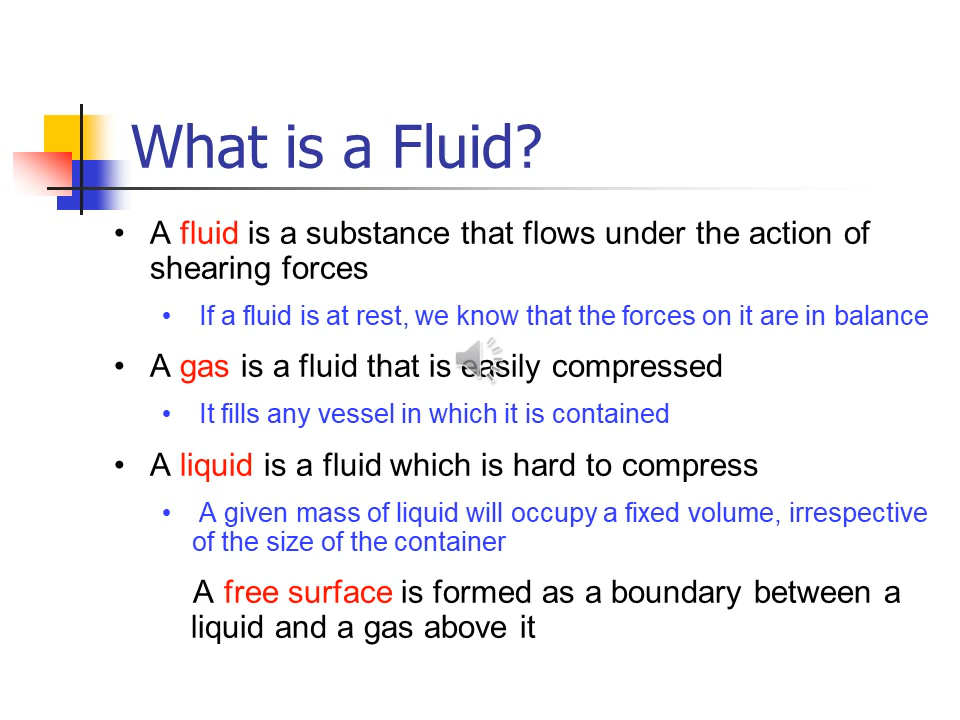 What is a Fluid?
• A fluid is a substance that flows under the action of
shearing forces
• If a fluid is at rest, we know that the forces on it are in balance
• A gas is a fluid that is easily compressed
• It fills any vessel in which it is contained
• A liquid is a fluid which is hard to compress
• A given mass of liquid will occupy a fixed volume, irrespective
of the size of the container
A free surface is formed as a boundary between a
liquid and a gas above it